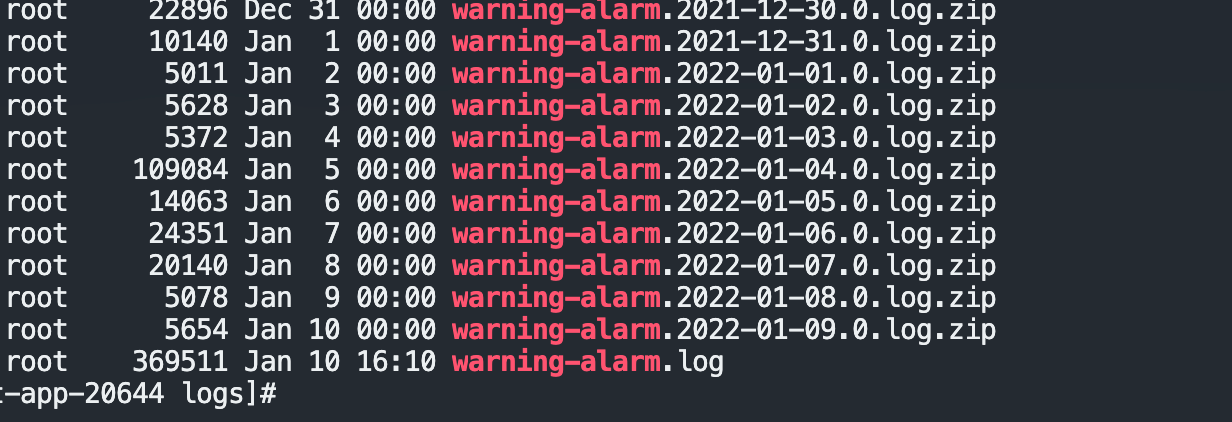 root 22896 Dec 31 00:00 warning-alarm.2021-12-30.0.log.zip
root 10140 Jan 1 00:00 warning-alarm.2021-12-31.0.log.zip
root 5011 Jan 2 00:00 warning-alarm.2022-01-01.0.log.zip
root 5628 Jan 3 00:00 warning-alarm.2022-01-02.0.log.zip
root 5372 Jan 4 00:00 warning-alarm.2022-01-03.0.log.zip
root 109084 Jan 5 00:00 warning-alarm.2022-01-04.0.log.zip
root 14063 Jan 6 00:00 warning-alarm.2022-01-05.0.log.zip
root 24351 Jan 7 00:00 warning-alarm.2022-01-06.0.log.zip
root 20140 Jan 8 00:00 warning-alarm.2022-01-07.0.log.zip
root 5078 Jan 9 00:00 warning-alarm.2022-01-08.0.log.zip
root 5654 Jan 10 00:00 warning-alarm.2022-01-09.0.log.zip
root 369511 Jan 10 16:10 warning-alarm.log
t-app-20644 logs]#